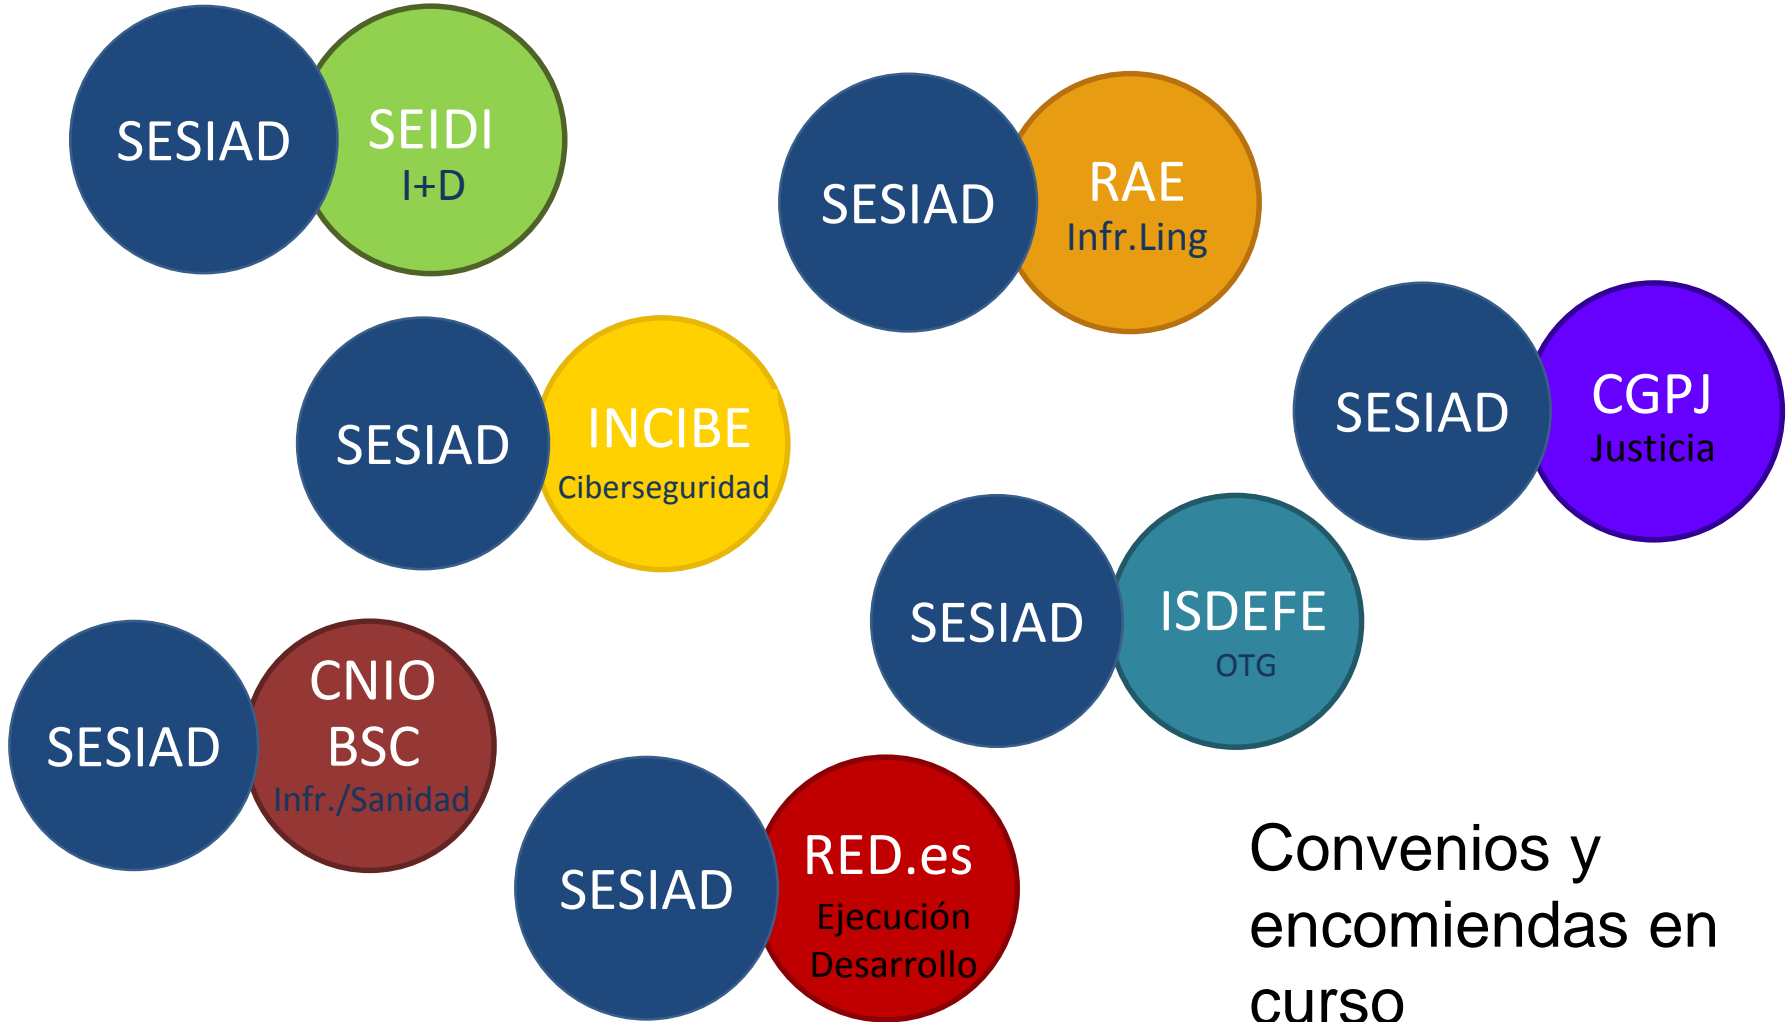 SESIAD
SEIDI
I+D
SESIAD
RAE
Infr.Ling
SESIAD
INCIBE
Ciberseguridad
SESIAD
CGPJ
Justicia
SESIAD
ISDEFE
OTG
SESIAD
CNIO
BSC
Infr./Sanidad
SESIAD
RED.es
Ejecución
Desarrollo
Convenios y
encomiendas en
curso